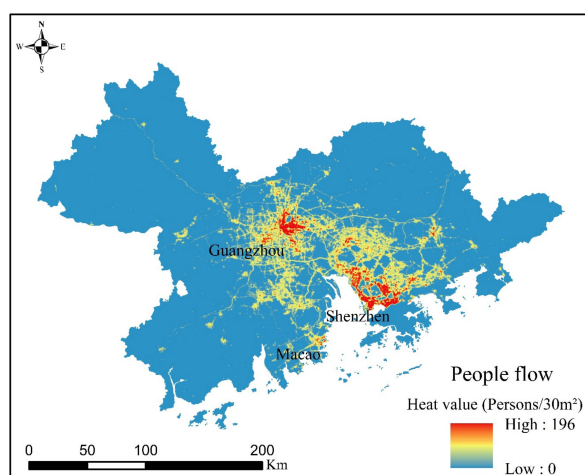 N
W E
S
Guangzhou
Shenzhen
Macao
People flow
Heat value (Persons/30m²)
High : 196
Low : 0
0 50 100 200
Km